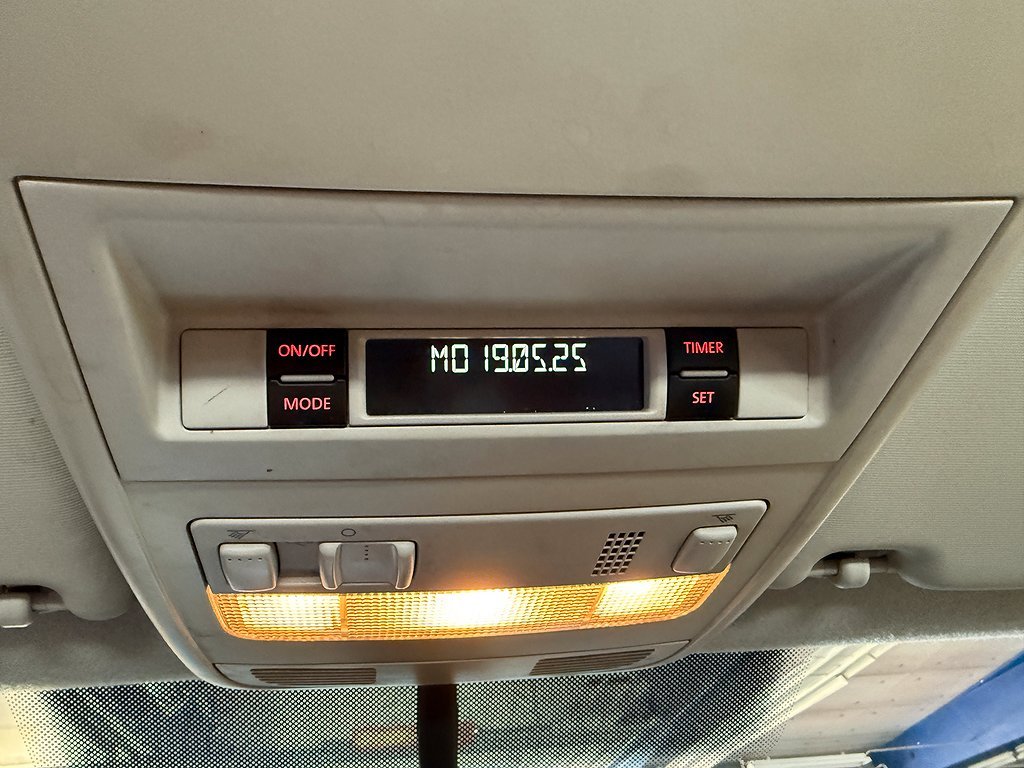 ON/OFF
MODE
MO 19.05.25
TIMER
SET